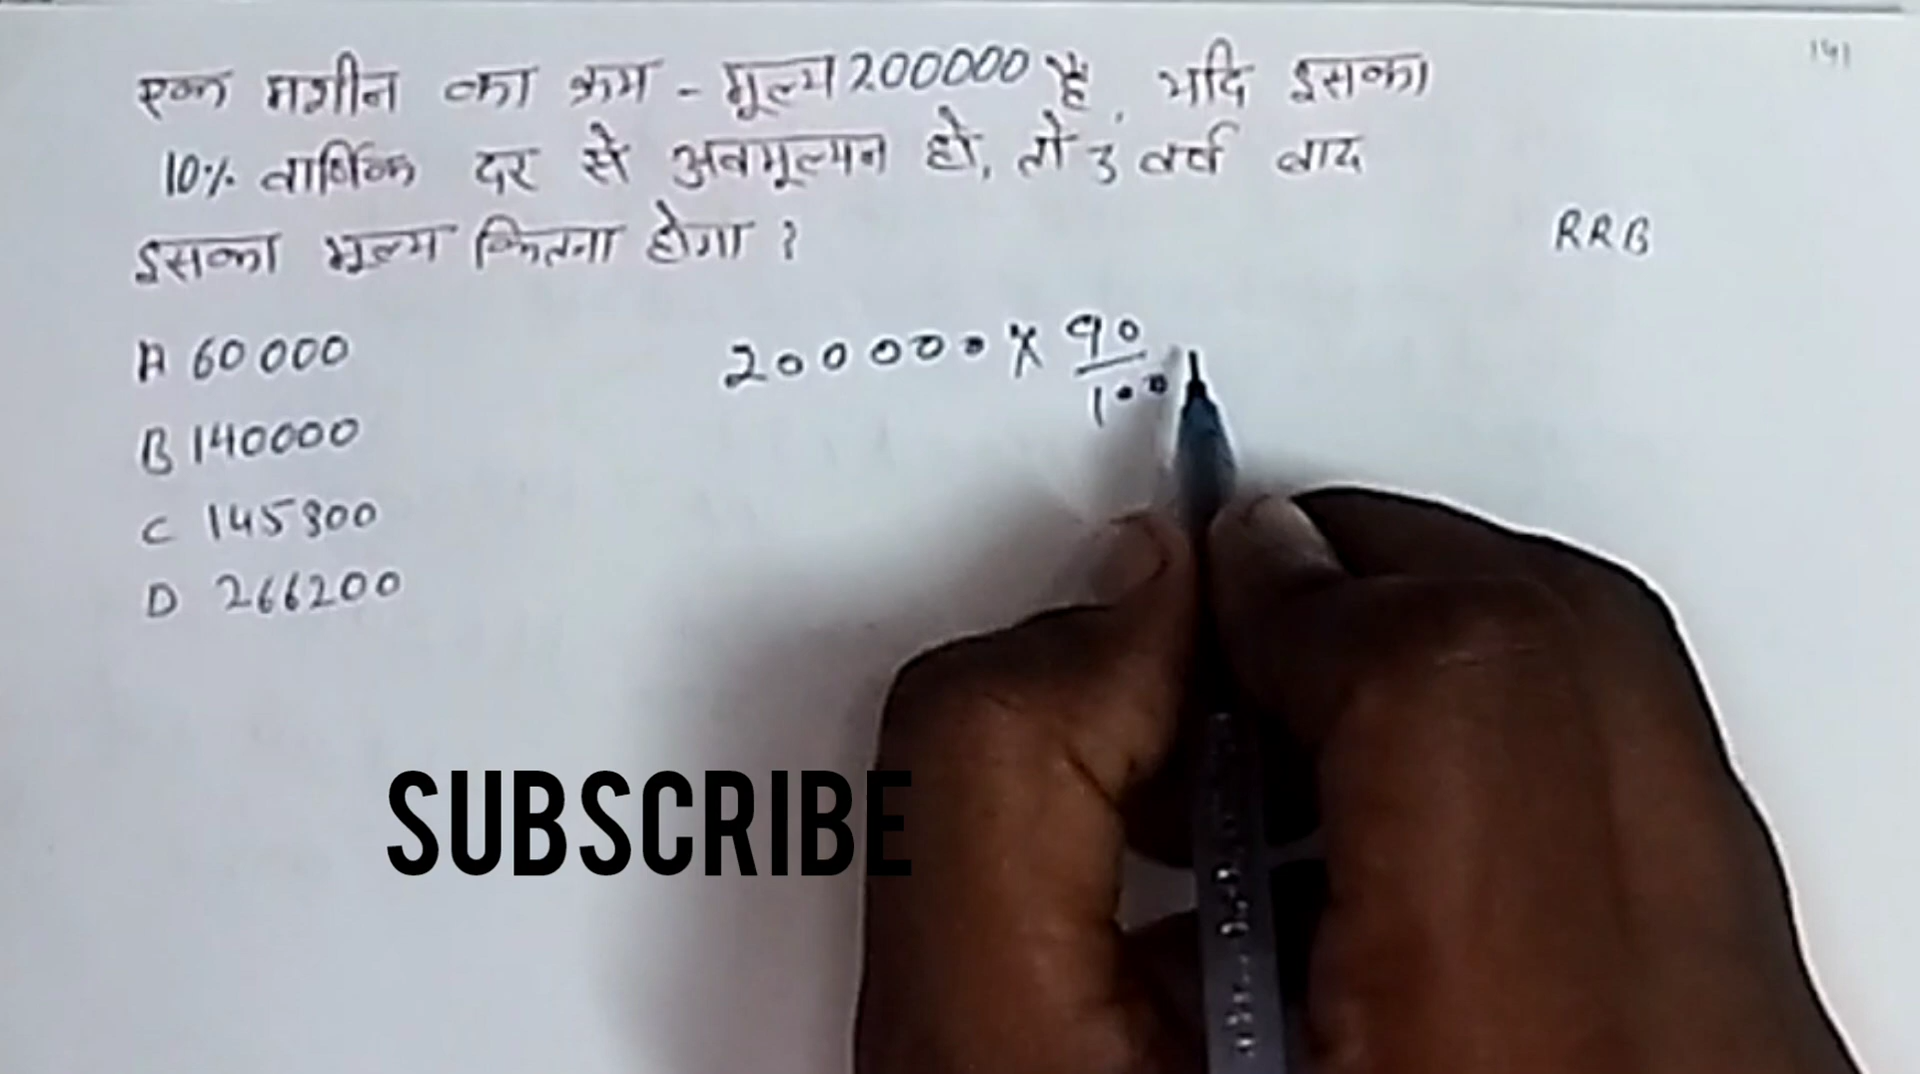 191
एक मशीन का क्रय - मूल्य 200000 है, यदि इसका
10% वार्षिक दर से अवमूल्यन हो, तो 3 वर्ष बाद
इसका मूल्य कितना होगा ?
RRB
A 60000
B 140000
C 145800
D 266200
200000 × 90/100
SUBSCRIBE